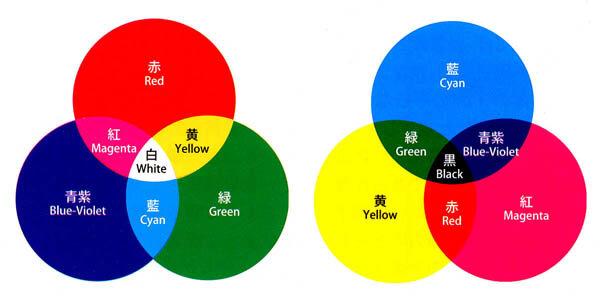 赤
Red
紅
Magenta
黄
Yellow
白
White
青紫
Blue-Violet
藍
Cyan
緑
Green
藍
Cyan
緑
Green
青紫
Blue-Violet
黒
Black
黄
Yellow
赤
Red
紅
Magenta